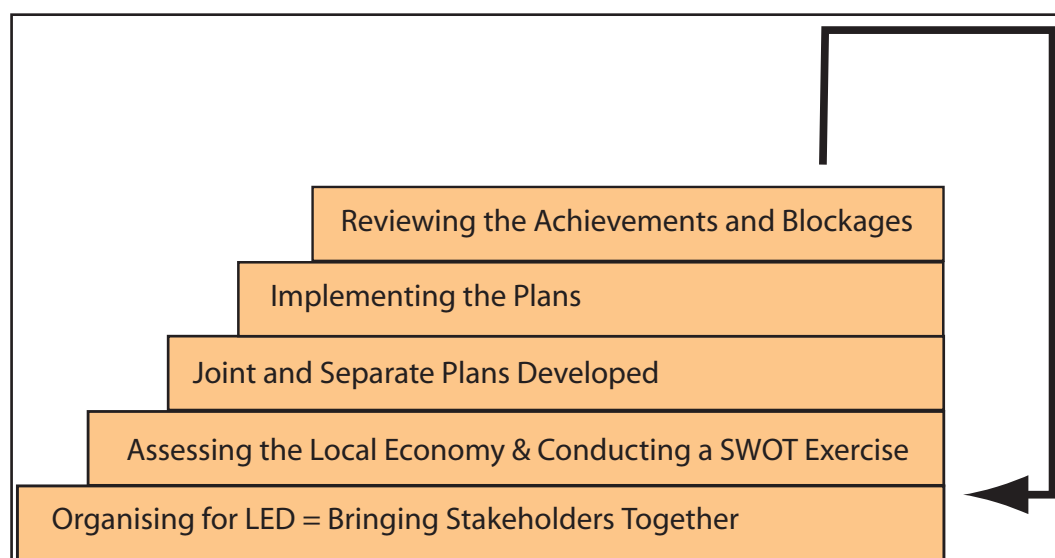 Reviewing the Achievements and Blockages
Implementing the Plans
Joint and Separate Plans Developed
Assessing the Local Economy & Conducting a SWOT Exercise
Organising for LED = Bringing Stakeholders Together